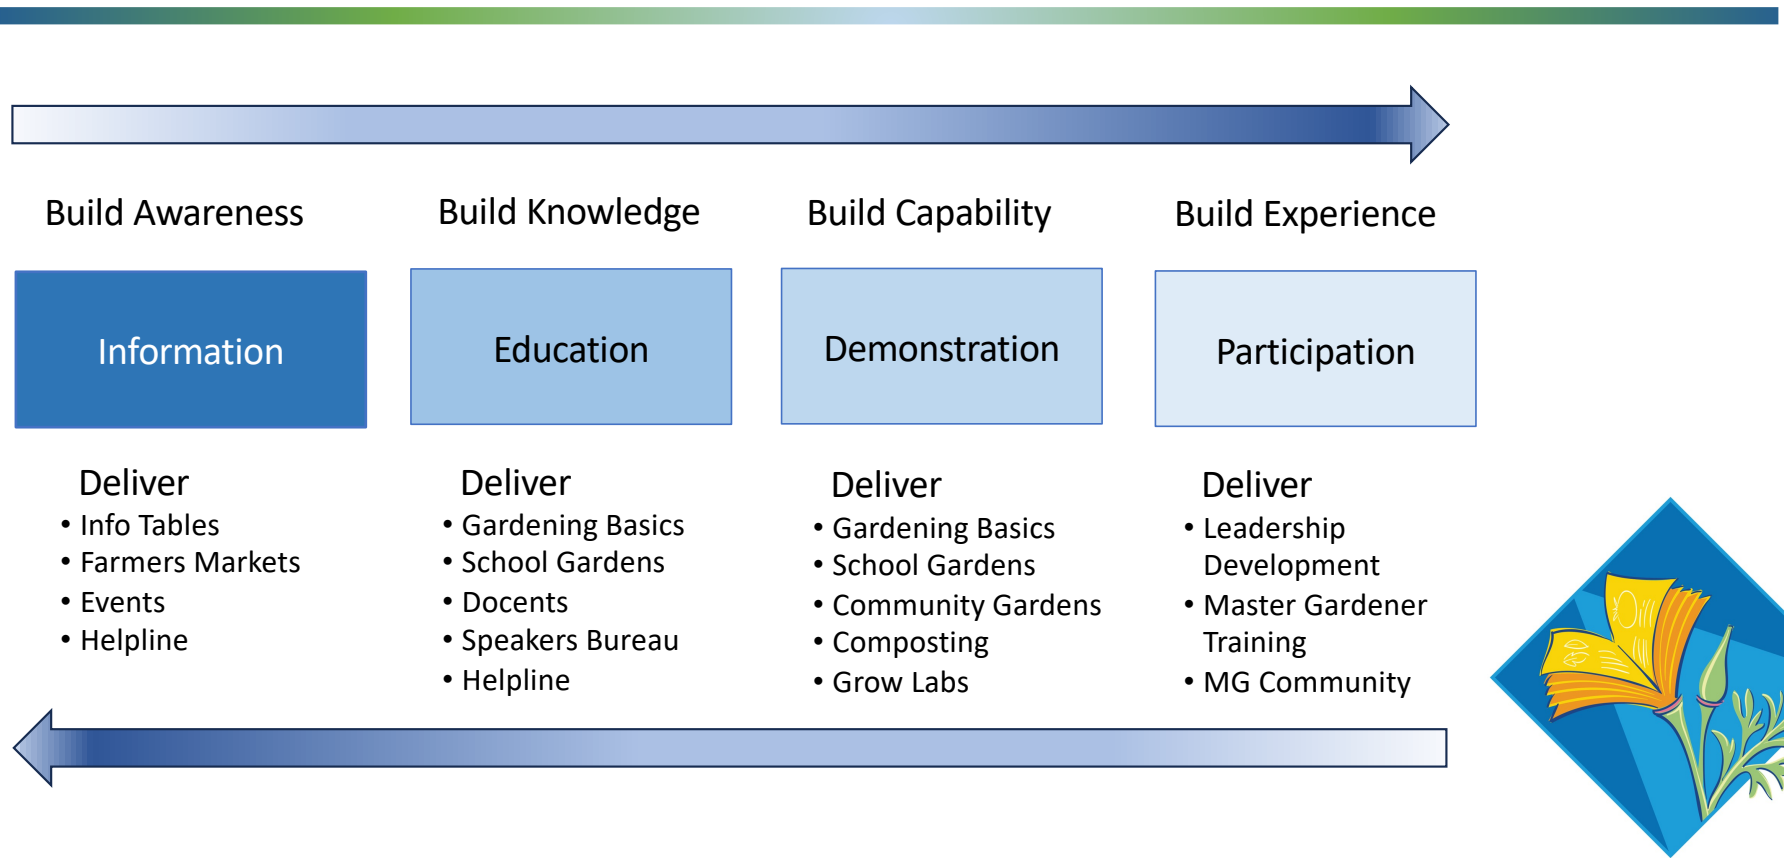 Build Awareness
Build Knowledge
Build Capability
Build Experience
Information
Education
Demonstration
Participation
Deliver
• Info Tables
• Farmers Markets
• Events
• Helpline
Deliver
• Gardening Basics
• School Gardens
• Docents
• Speakers Bureau
• Helpline
Deliver
• Gardening Basics
• School Gardens
• Community Gardens
• Composting
• Grow Labs
Deliver
• Leadership
Development
• Master Gardener
Training
• MG Community